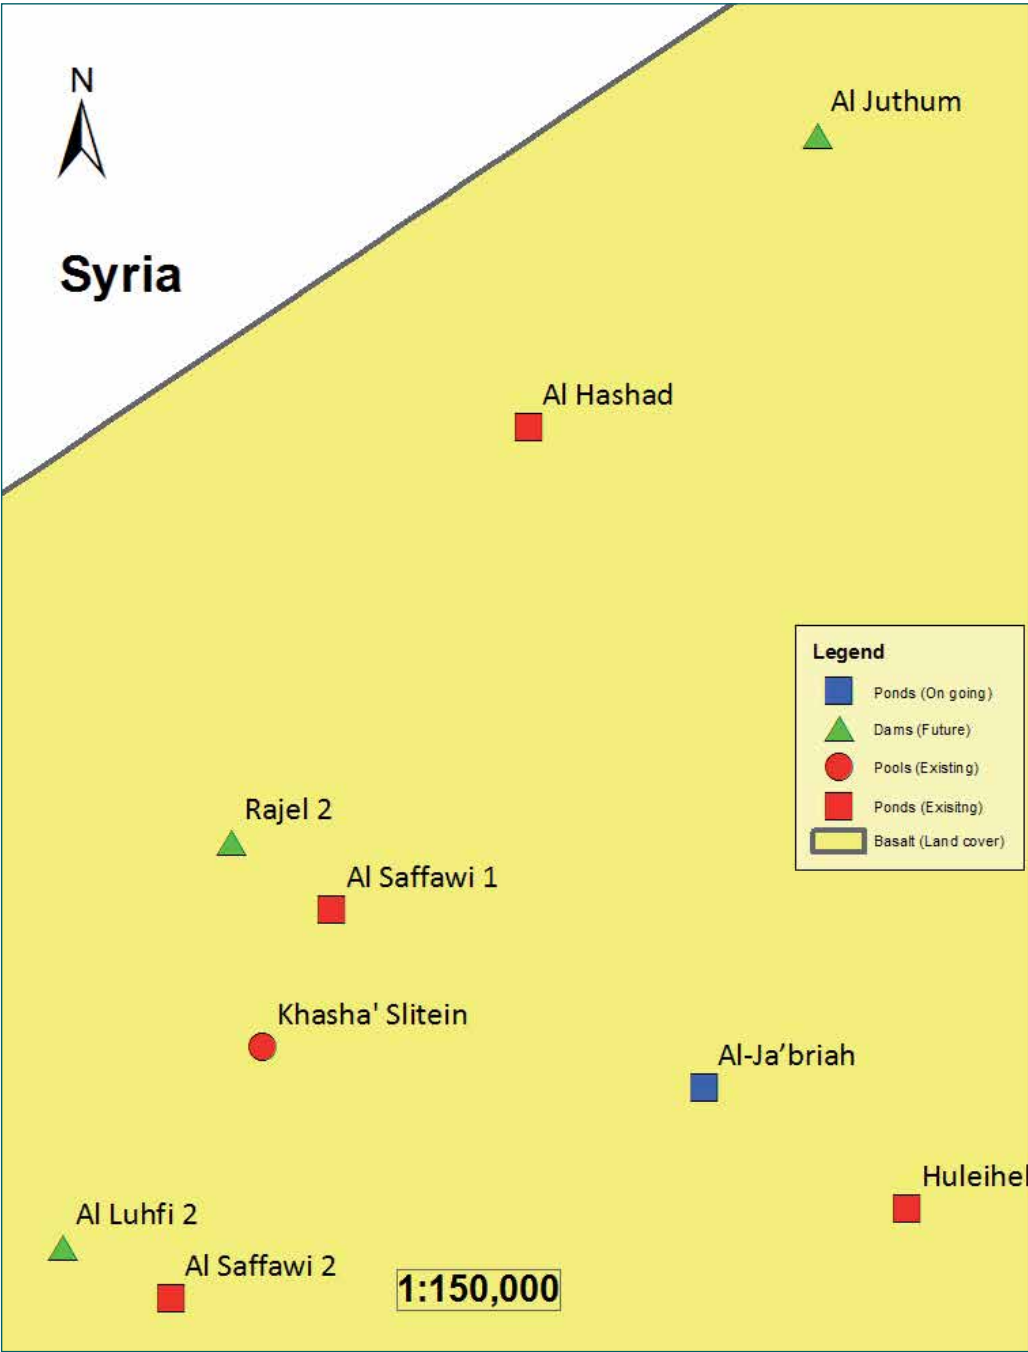 N
Al Juthum
Syria
Al Hashad
Legend
Ponds (On going)
Dams (Future)
Pools (Existing)
Ponds (Exisitng)
Basalt (Land cover)
Rajel 2
Al Saffawi 1
Khasha' Slitein
Al-Ja’briah
Huleihel
Al Luhfi 2
Al Saffawi 2
1:150,000